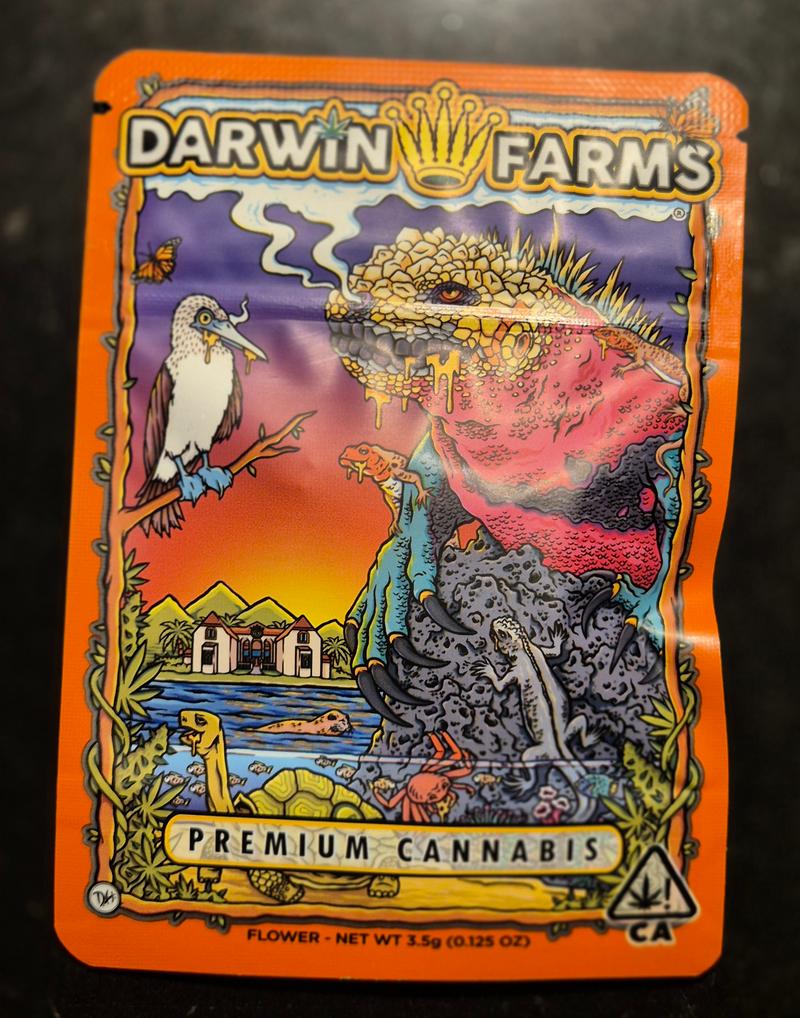 DARWIN FARMS
®
PREMIUM CANNABIS
CA
FLOWER - NET WT 3.5g (0.125 OZ)